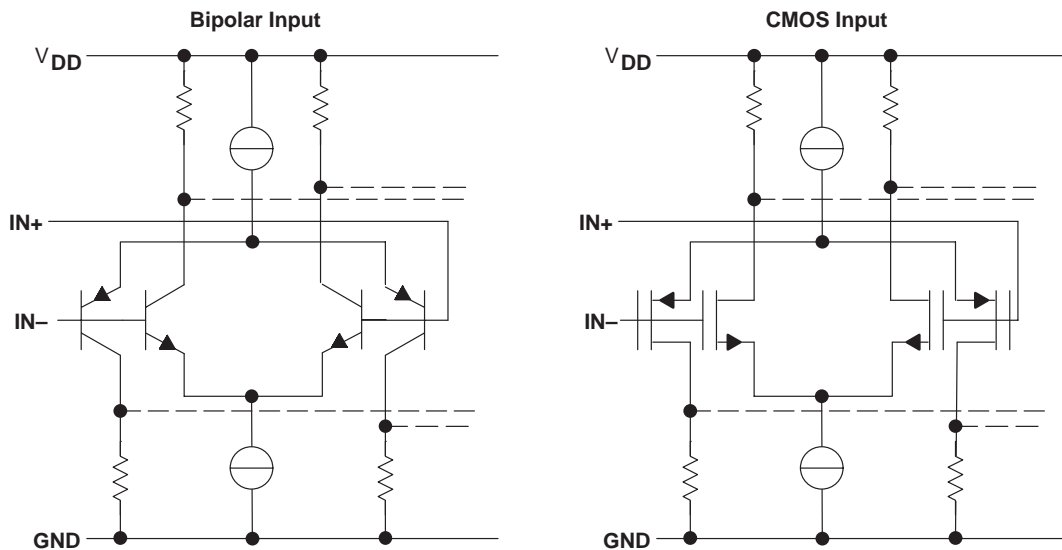 Bipolar Input
CMOS Input
VDD
VDD
IN+
IN+
IN–
IN–
GND
GND